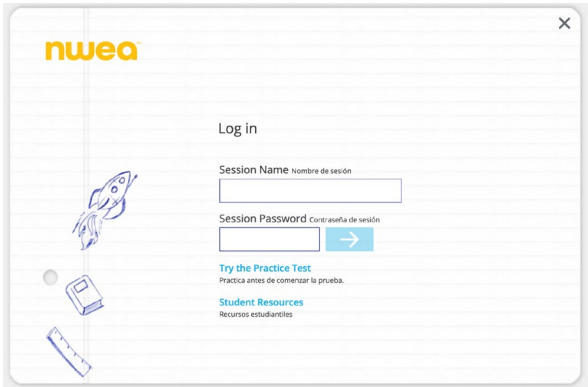 nwea
Log in
Session Name Nombre de sesión
Session Password Contraseña de sesión
Try the Practice Test
Practica antes de comenzar la prueba.
Student Resources
Recursos estudiantiles